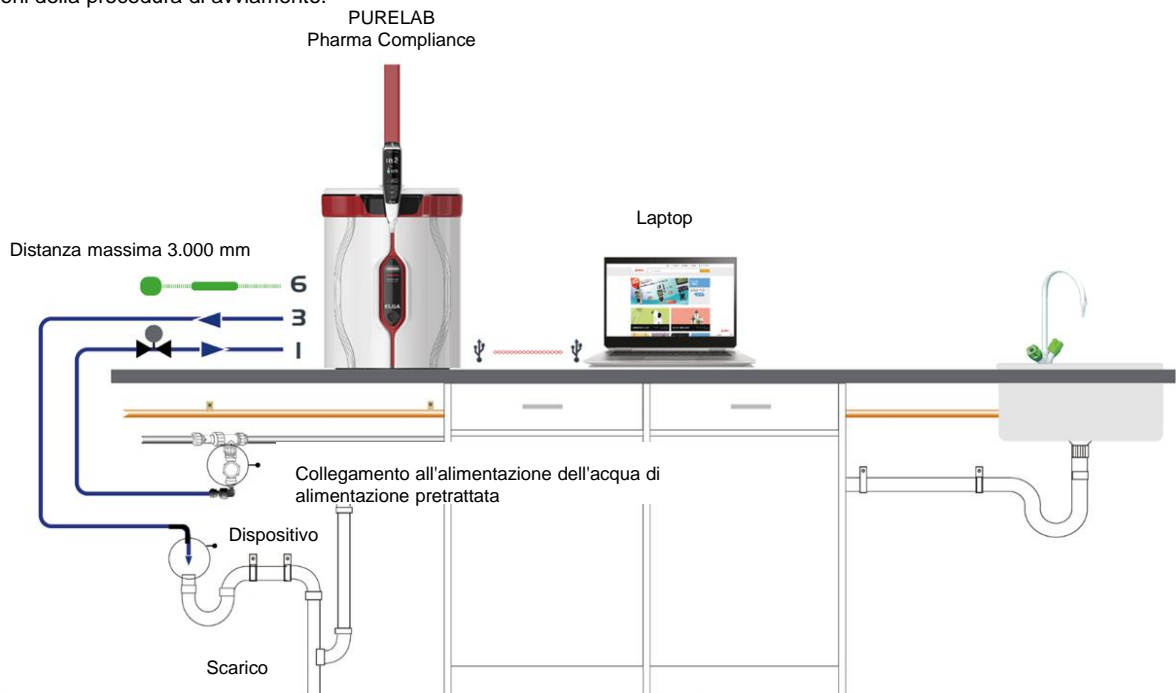 oni della procedura di avviamento.
PURELAB
Pharma Compliance
Laptop
Distanza massima 3.000 mm
6
3
1
ELGA
Collegamento all'alimentazione dell'acqua di
alimentazione pretrattata
Dispositivo
Scarico